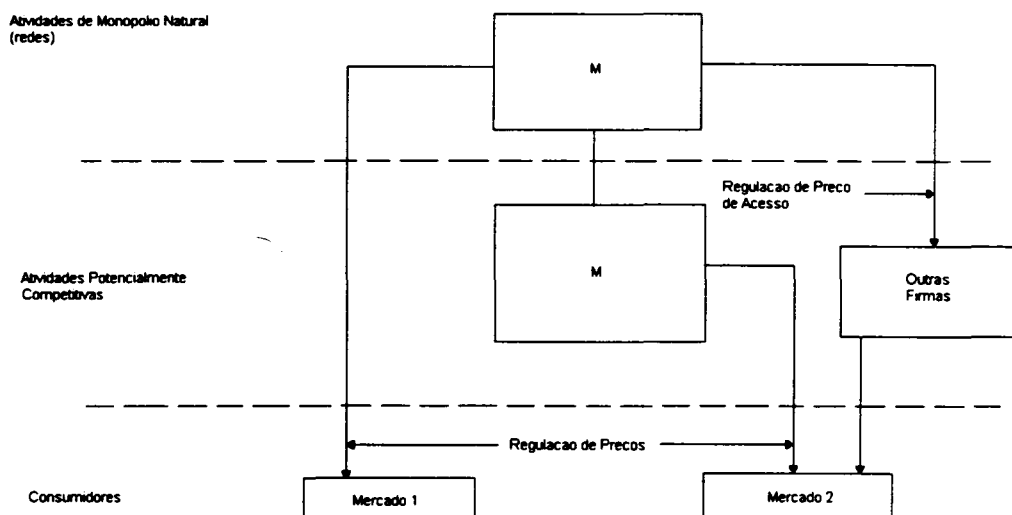 Atividades de Monopolio Natural
(redes)
M
Regulacao de Preco
de Acesso
Atividades Potencialmente
Competitivas
M
Outras
Firmas
Regulacao de Precos
Consumidores
Mercado 1
Mercado 2